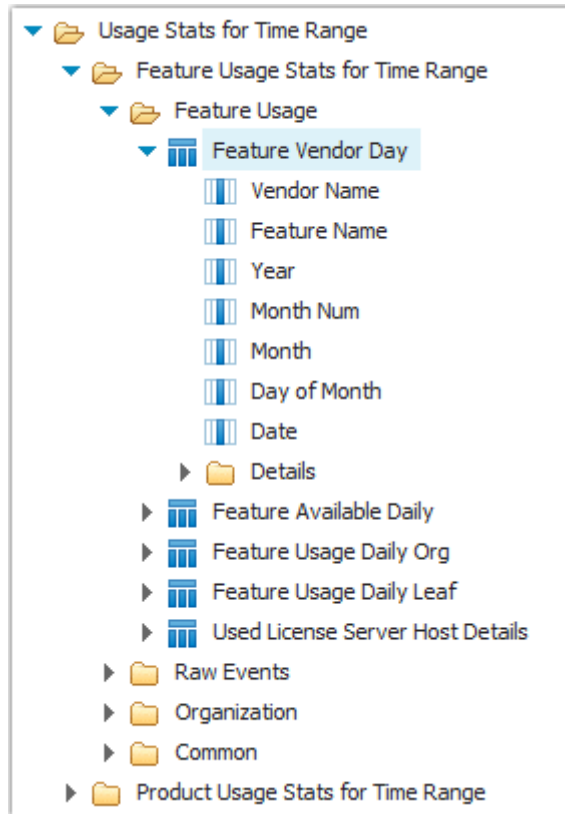 Usage Stats for Time Range
Feature Usage Stats for Time Range
Feature Usage
Feature Vendor Day
Vendor Name
Feature Name
Year
Month Num
Month
Day of Month
Date
Details
Feature Available Daily
Feature Usage Daily Org
Feature Usage Daily Leaf
Used License Server Host Details
Raw Events
Organization
Common
Product Usage Stats for Time Range